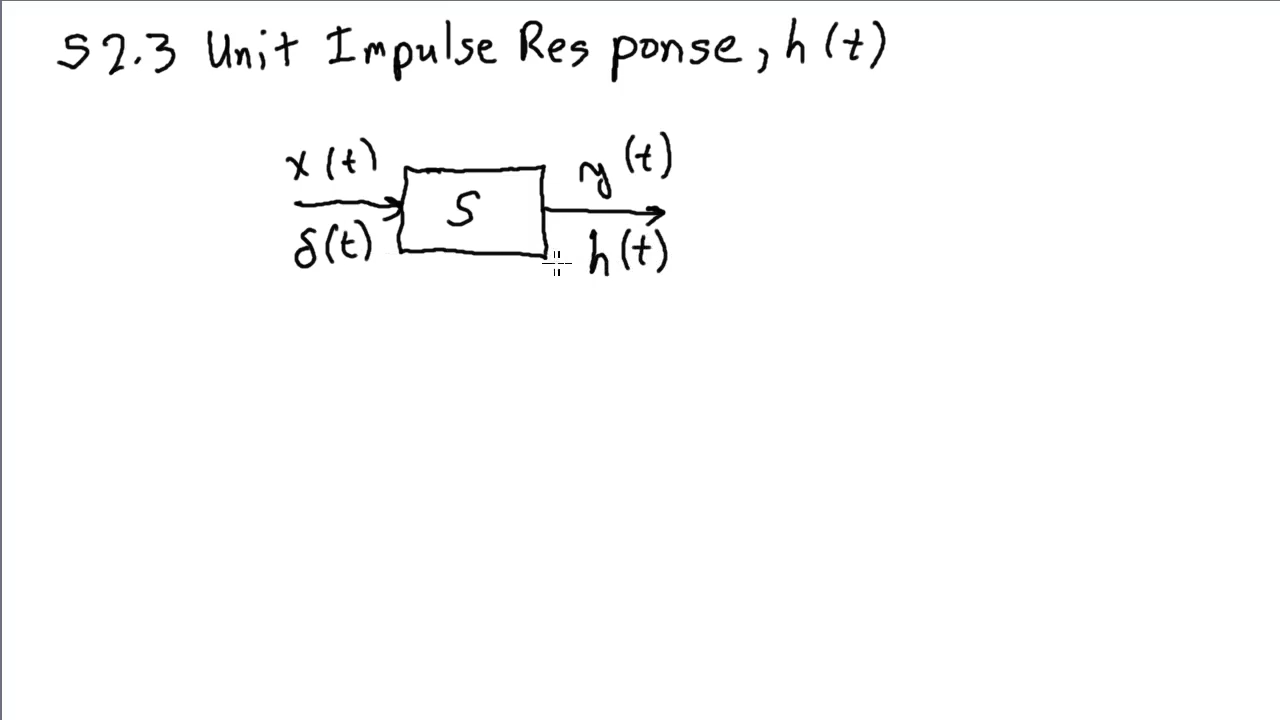 S2.3 Unit Impulse Response, h(t)
x(t) y(t)
S
δ(t) h(t)